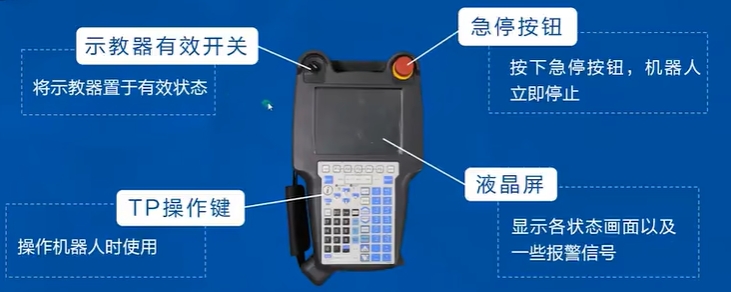 示教器有效开关
将示教器置于有效状态
急停按钮
按下急停按钮，机器人
立即停止
TP操作键
操作机器人时使用
液晶屏
显示各状态画面以及
一些报警信号